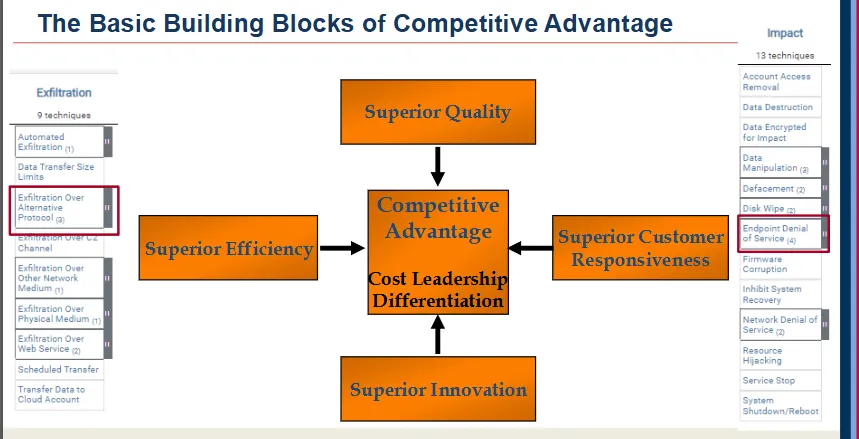 The Basic Building Blocks of Competitive Advantage
Exfiltration
9 techniques
Automated
Exfiltration (1)
Data Transfer Size
Limits
Exfiltration Over
Alternative
Protocol (3)
Exfiltration Over C2
Channel
Exfiltration Over
Other Network
Medium (1)
Exfiltration Over
Physical Medium (1)
Exfiltration Over
Web Service (2)
Scheduled Transfer
Transfer Data to
Cloud Account
Superior Quality
Superior Efficiency
Competitive
Advantage
Cost Leadership
Differentiation
Superior Customer
Responsiveness
Superior Innovation
Impact
13 techniques
Account Access
Removal
Data Destruction
Data Encrypted
for Impact
Data
Manipulation (3)
Defacement (2)
Disk Wipe (2)
Endpoint Denial
of Service (4)
Firmware
Corruption
Inhibit System
Recovery
Network Denial of
Service (2)
Resource
Hijacking
Service Stop
System
Shutdown/Reboot